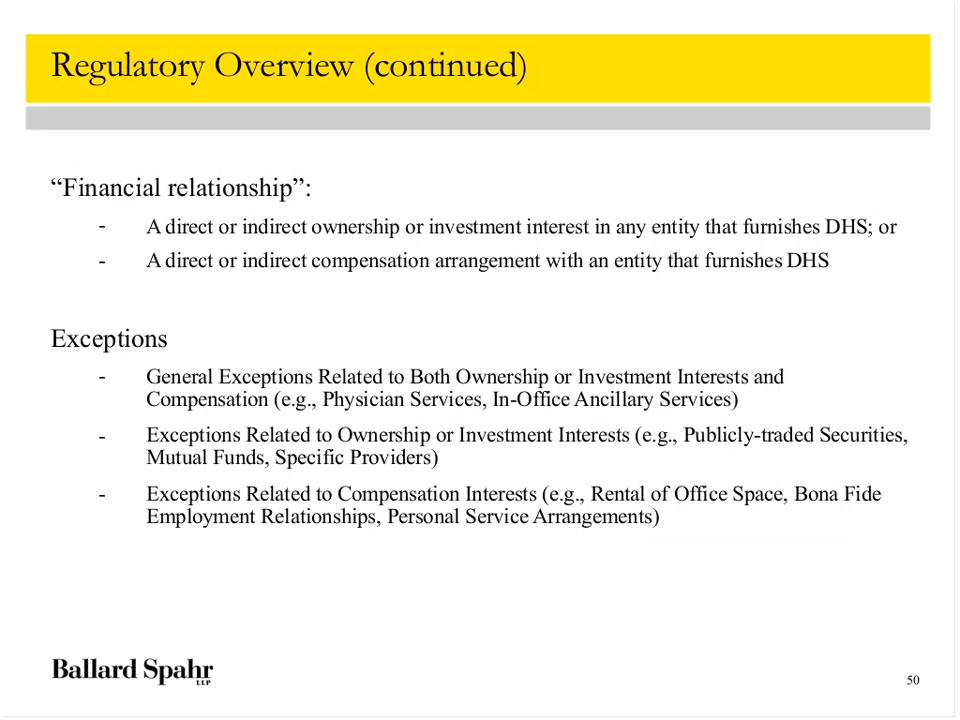 Regulatory Overview (continued)
“Financial relationship”:
- A direct or indirect ownership or investment interest in any entity that furnishes DHS; or
- A direct or indirect compensation arrangement with an entity that furnishes DHS
Exceptions
- General Exceptions Related to Both Ownership or Investment Interests and
Compensation (e.g., Physician Services, In-Office Ancillary Services)
- Exceptions Related to Ownership or Investment Interests (e.g., Publicly-traded Securities,
Mutual Funds, Specific Providers)
- Exceptions Related to Compensation Interests (e.g., Rental of Office Space, Bona Fide
Employment Relationships, Personal Service Arrangements)
Ballard Spahr
LLP
50